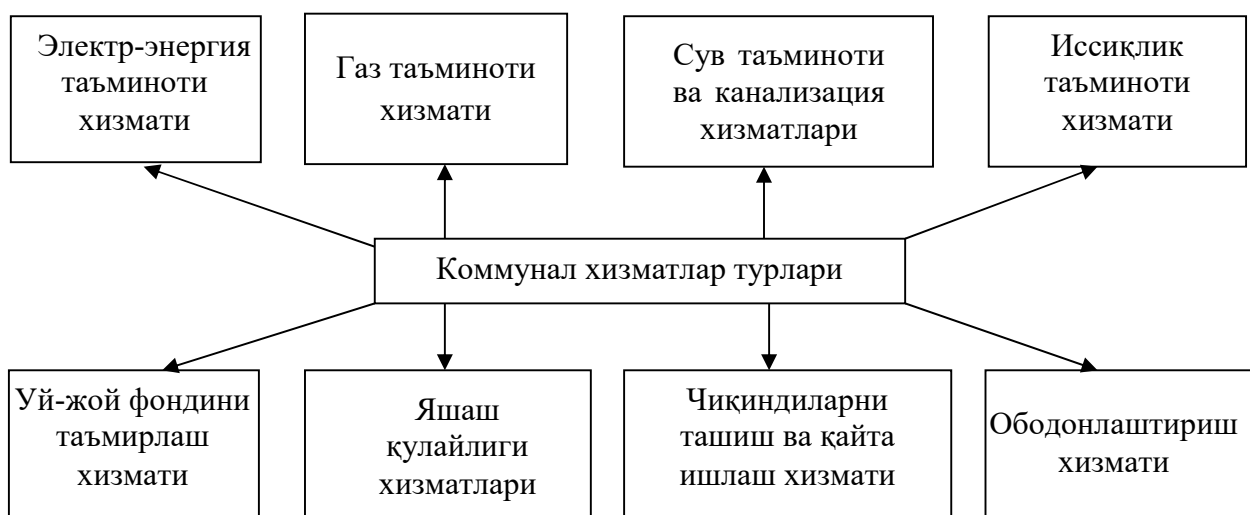 Электр-энергия
таъминоти
хизмати
Газ таъминоти
хизмати
Сув таъминоти
ва канализация
хизматлари
Иссиқлик
таъминоти
хизмати
Коммунал хизматлар турлари
Уй-жой фондини
таъмирлаш
хизмати
Яшаш
қулайлиги
хизматлари
Чиқиндиларни
ташиш ва қайта
ишлаш хизмати
Ободонлаштириш
хизмати